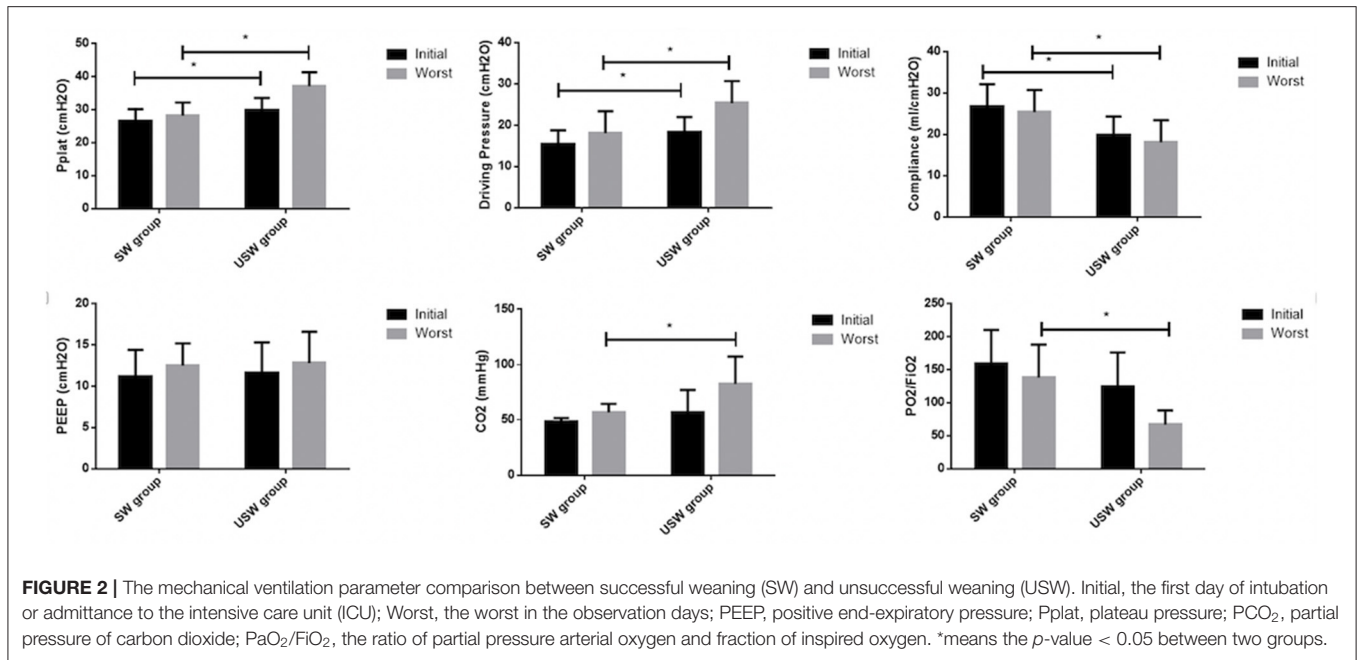 Pplat (cmH2O)
50
40
30
20
10
0
*
*
Initial
Worst
SW group
USW group
Driving Pressure (cmH2O)
40
30
20
10
0
*
*
Initial
Worst
SW group
USW group
Compliance (ml/cmH2O)
40
30
20
10
0
*
*
Initial
Worst
SW group
USW group
PEEP (cmH2O)
20
15
10
5
0
Initial
Worst
SW group
USW group
CO2 (mmHg)
150
100
50
0
*
Initial
Worst
SW group
USW group
PO2/FiO2
250
200
150
100
50
0
*
Initial
Worst
SW group
USW group
FIGURE 2 | The mechanical ventilation parameter comparison between successful weaning (SW) and unsuccessful weaning (USW). Initial, the first day of intubation
or admittance to the intensive care unit (ICU); Worst, the worst in the observation days; PEEP, positive end-expiratory pressure; Pplat, plateau pressure; PCO₂, partial
pressure of carbon dioxide; PaO₂/FiO₂, the ratio of partial pressure arterial oxygen and fraction of inspired oxygen. *means the p-value < 0.05 between two groups.